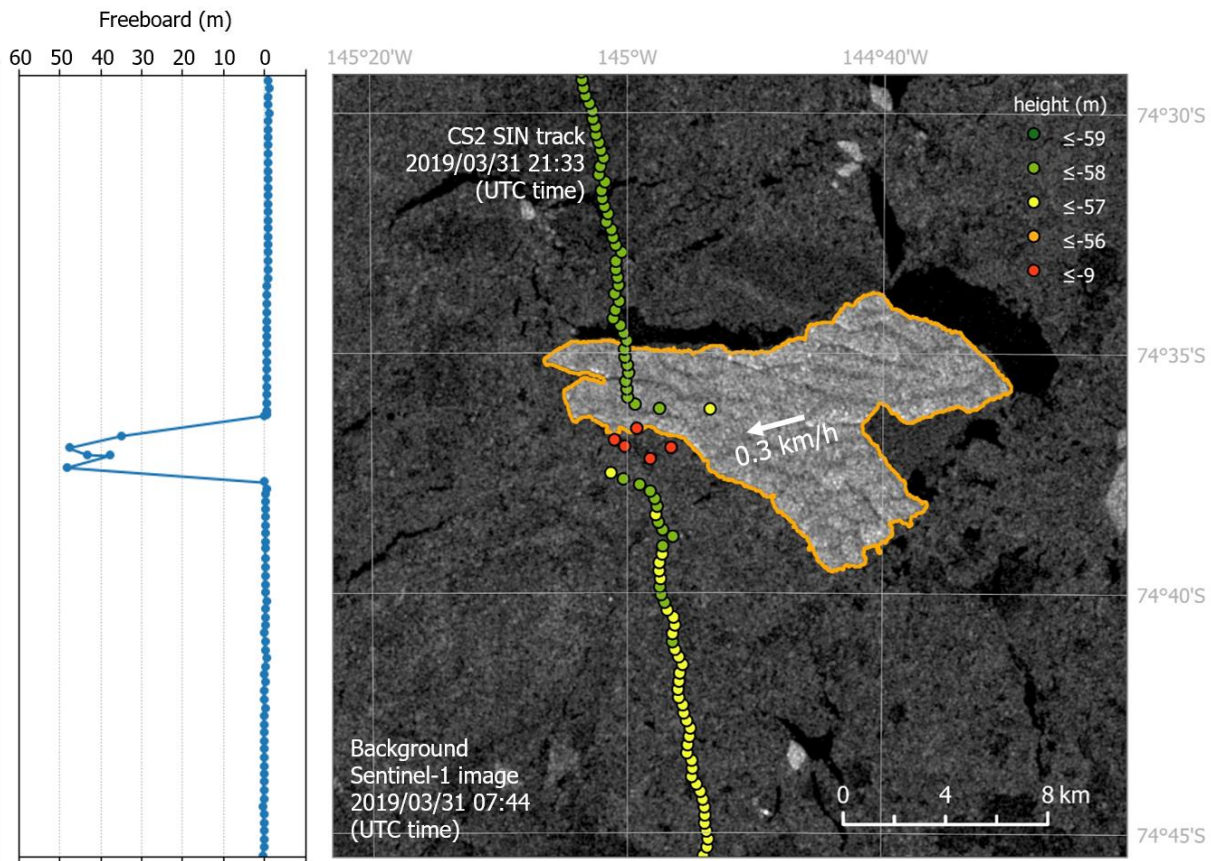 Freeboard (m)
60 50 40 30 20 10 0
145°20'W 145°W 144°40'W
height (m)
≤-59
≤-58
≤-57
≤-56
≤-9
CS2 SIN track
2019/03/31 21:33
(UTC time)
74°30'S
74°35'S
0.3 km/h
74°40'S
Background
Sentinel-1 image
2019/03/31 07:44
(UTC time)
0 4 8 km
74°45'S